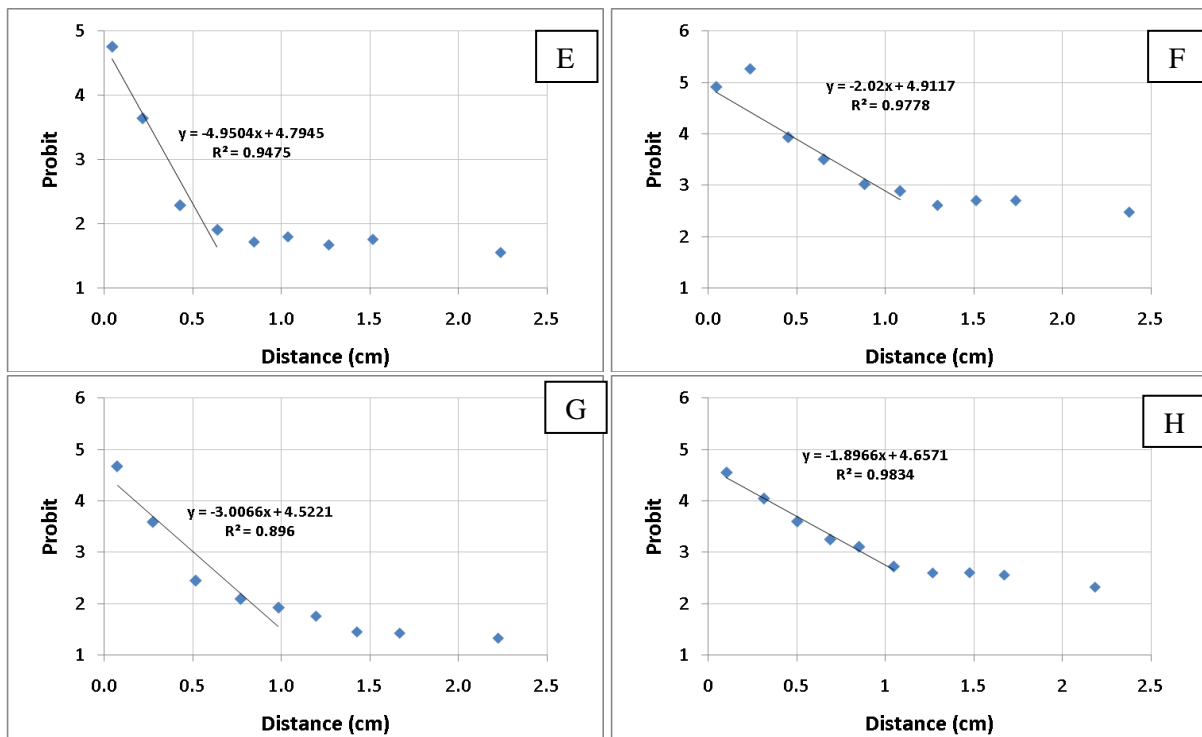 E
5
4
3
2
1
Probit
y = -4.9504x + 4.7945
R² = 0.9475
0.0 0.5 1.0 1.5 2.0 2.5
Distance (cm)
F
6
5
4
3
2
1
Probit
y = -2.02x + 4.9117
R² = 0.9778
0.0 0.5 1.0 1.5 2.0 2.5
Distance (cm)
G
6
5
4
3
2
1
Probit
y = -3.0066x + 4.5221
R² = 0.896
0.0 0.5 1.0 1.5 2.0 2.5
Distance (cm)
H
6
5
4
3
2
1
Probit
y = -1.8966x + 4.6571
R² = 0.9834
0 0.5 1 1.5 2 2.5
Distance (cm)